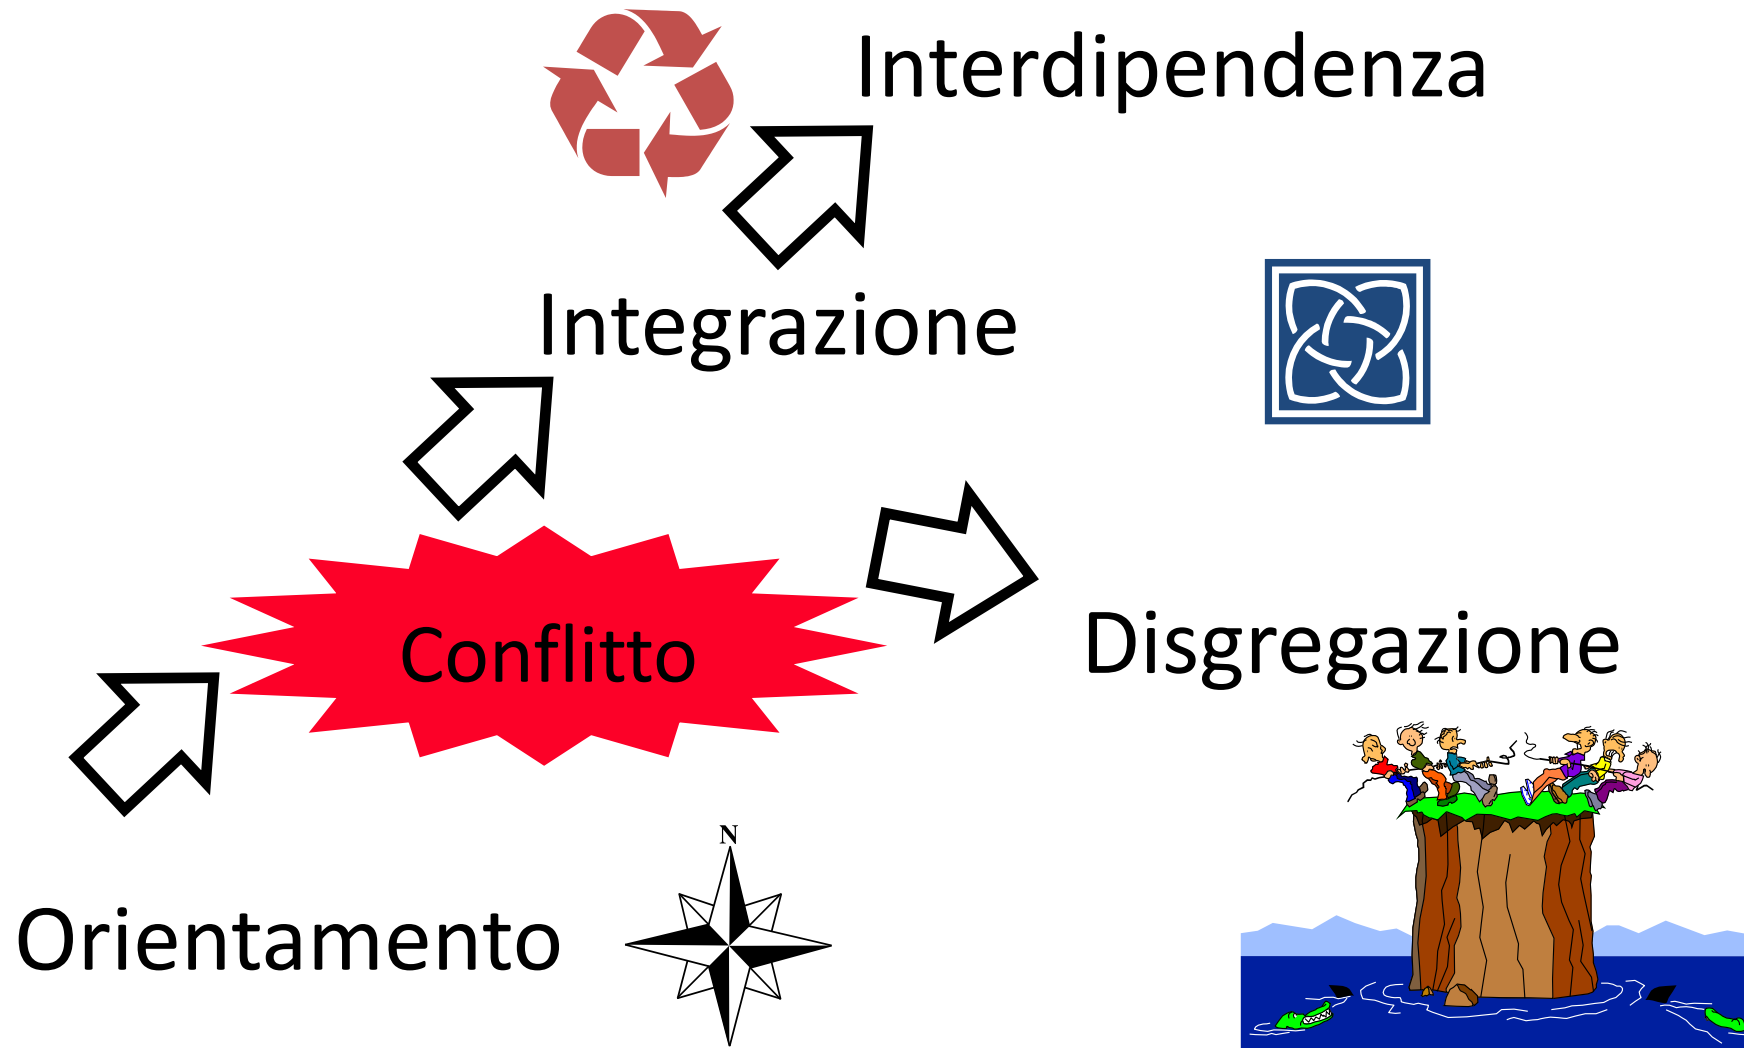 Interdipendenza
Integrazione
Conflitto
Disgregazione
N
Orientamento